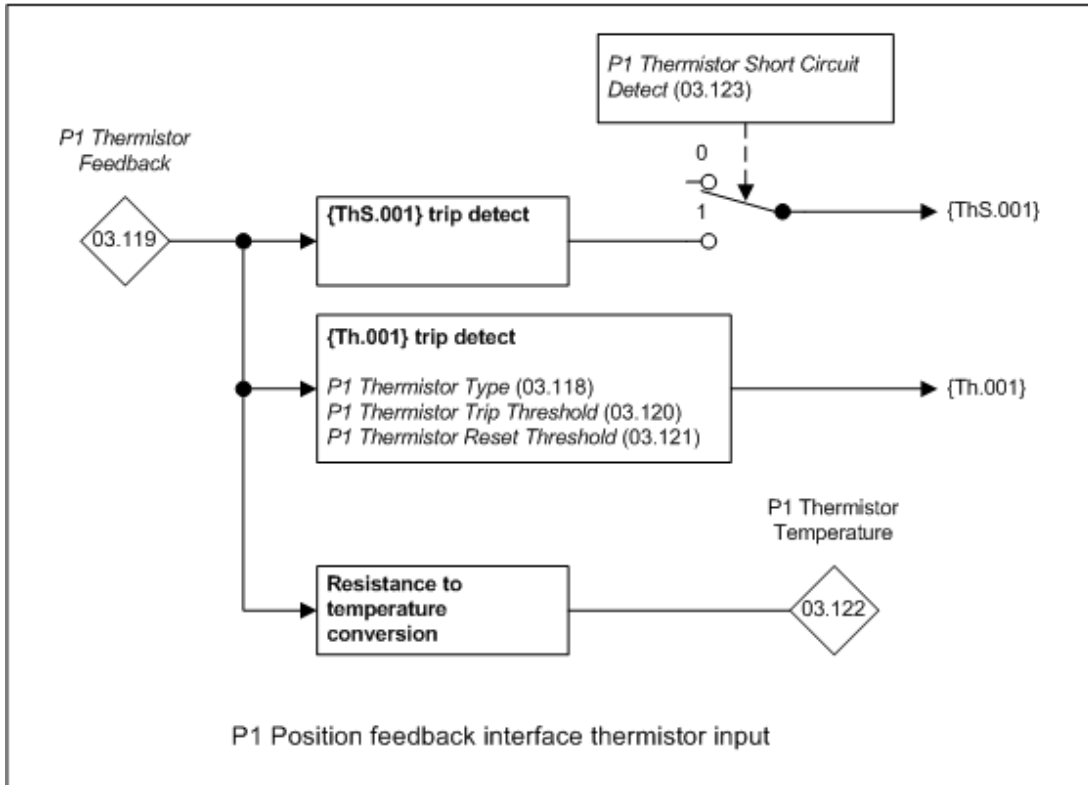 P1 Thermistor Short Circuit
Detect (03.123)
P1 Thermistor
Feedback
03.119
0
1
{ThS.001} trip detect
{ThS.001}
{Th.001} trip detect
P1 Thermistor Type (03.118)
P1 Thermistor Trip Threshold (03.120)
P1 Thermistor Reset Threshold (03.121)
{Th.001}
P1 Thermistor
Temperature
Resistance to
temperature
conversion
03.122
P1 Position feedback interface thermistor input